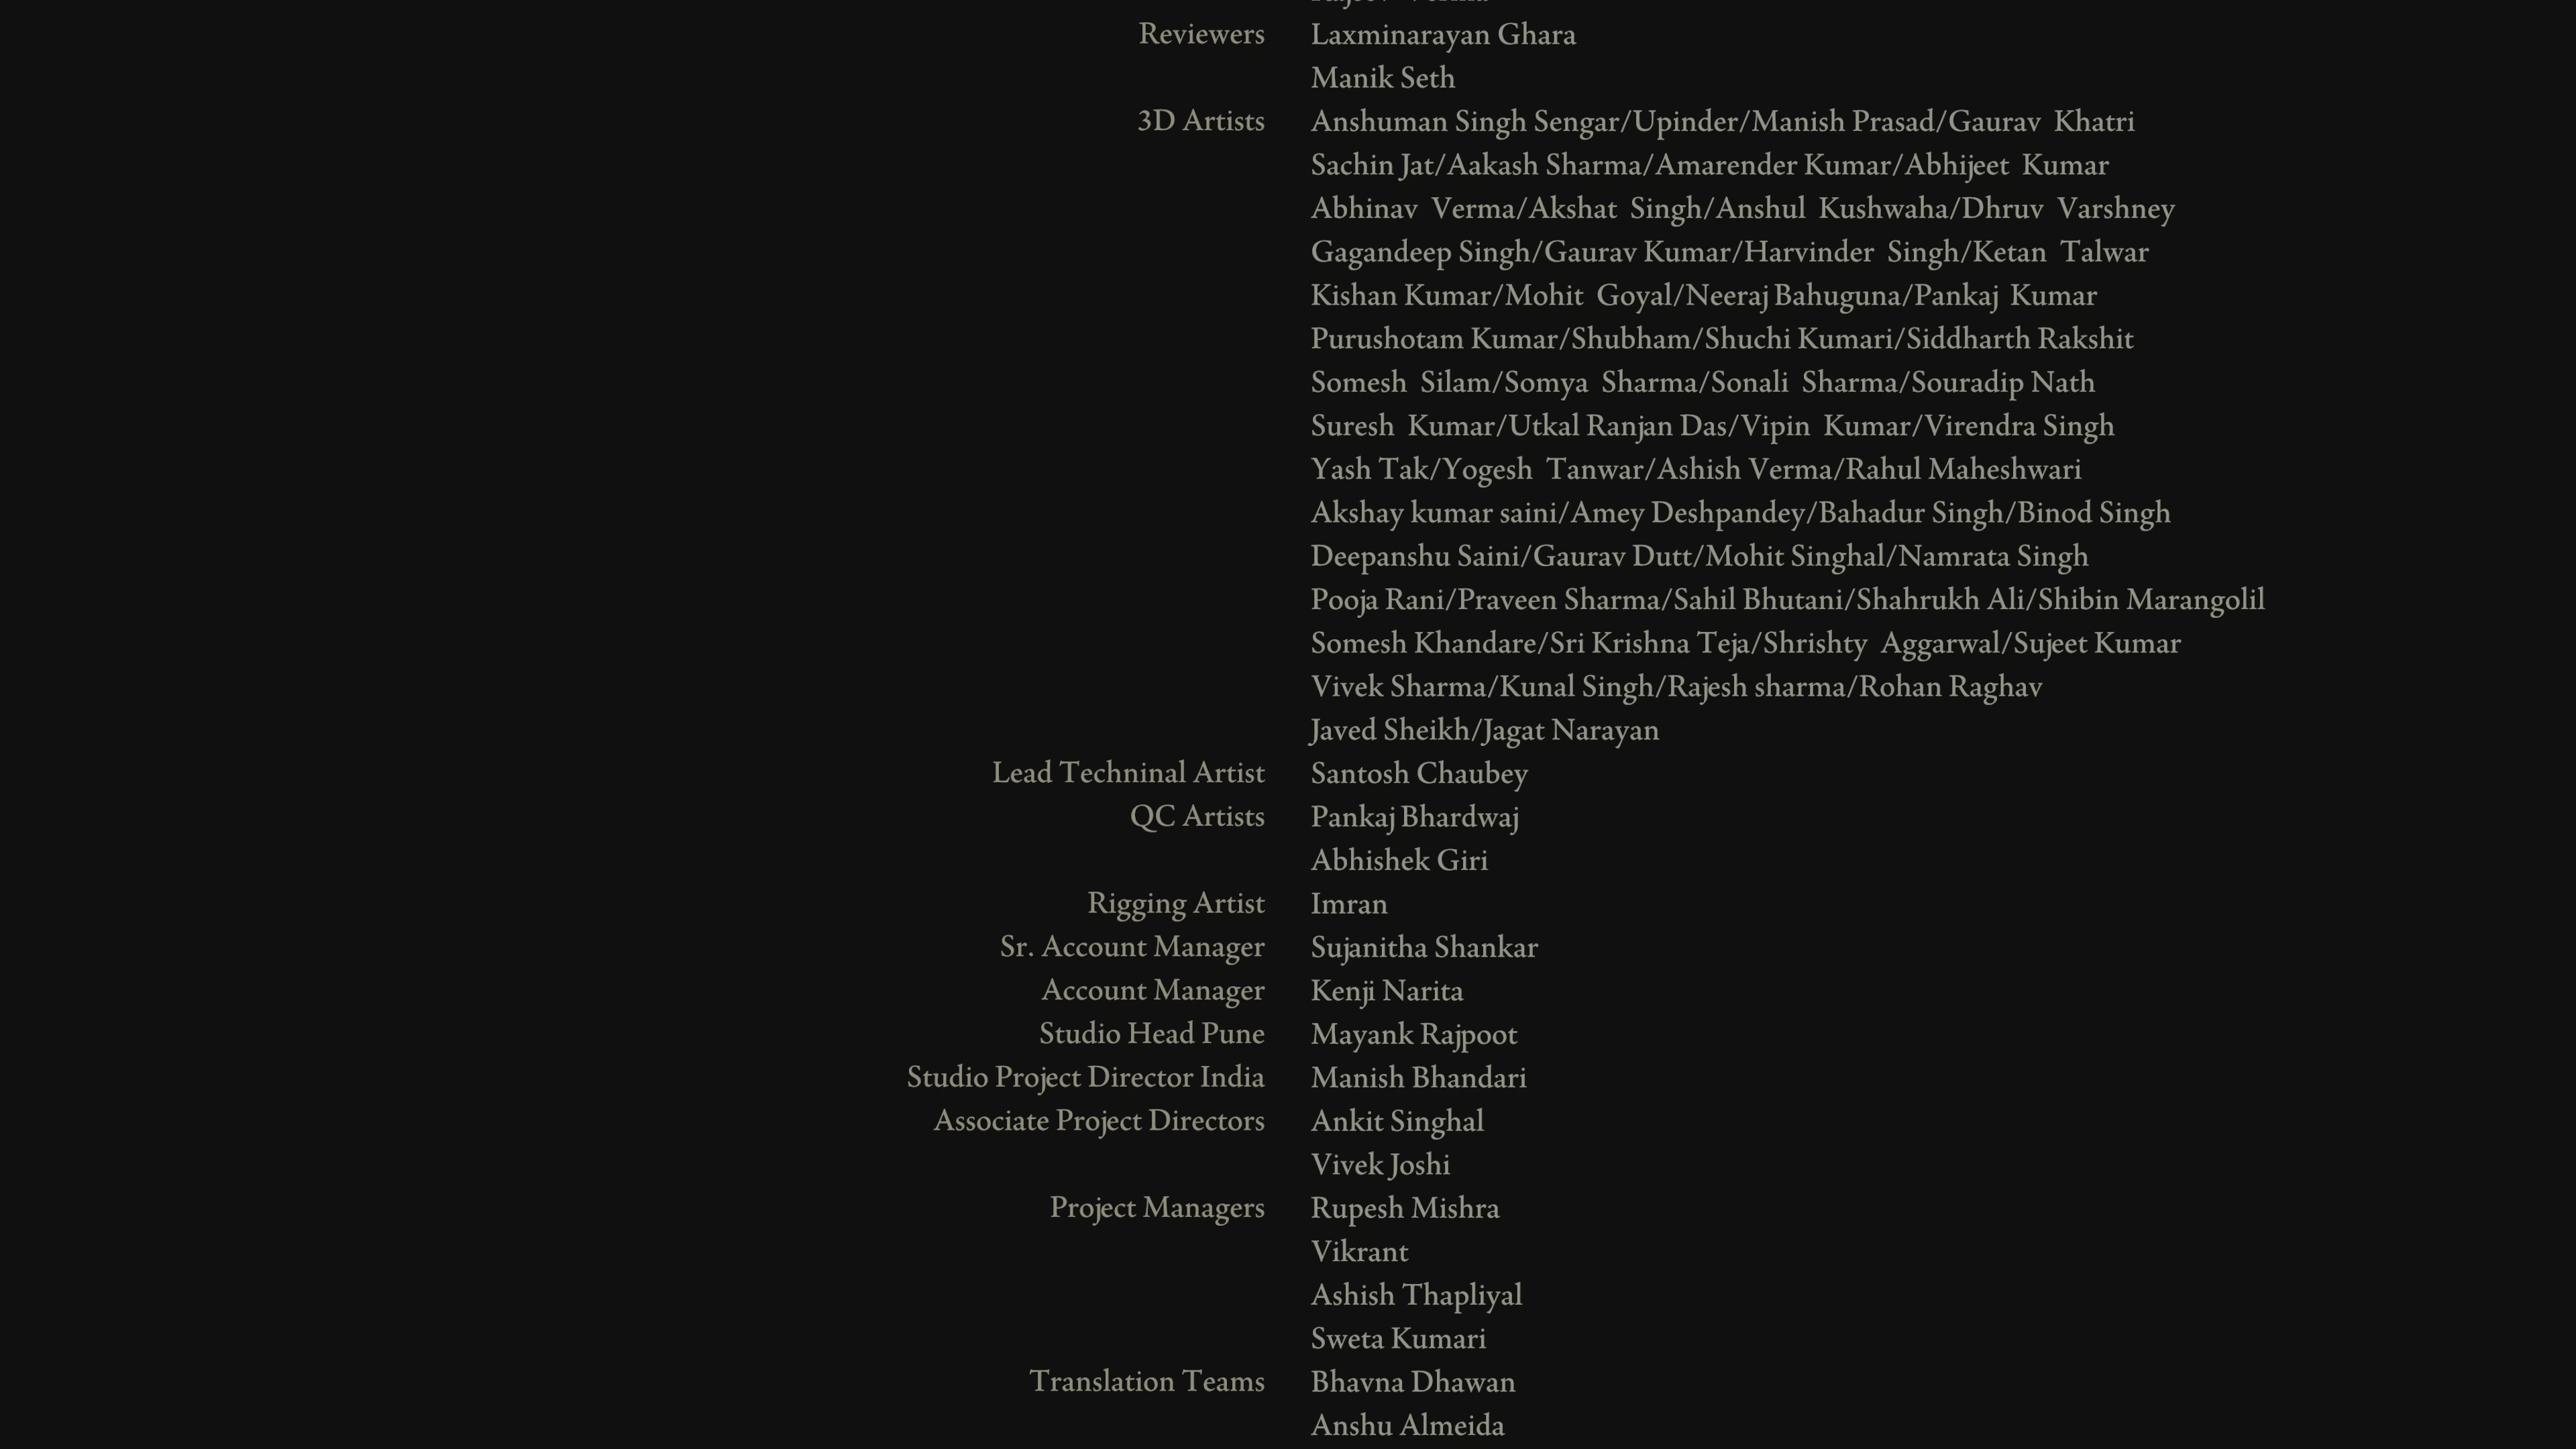 Reviewers Laxminarayan Ghara
Manik Seth
3D Artists Anshuman Singh Sengar/Upinder/Manish Prasad/Gaurav Khatri
Sachin Jat/Aakash Sharma/Amarender Kumar/Abhijeet Kumar
Abhinav Verma/Akshat Singh/Anshul Kushwaha/Dhruv Varshney
Gagandeep Singh/Gaurav Kumar/Harvinder Singh/Ketan Talwar
Kishan Kumar/Mohit Goyal/Neeraj Bahuguna/Pankaj Kumar
Purushotam Kumar/Shubham/Shuchi Kumari/Siddharth Rakshit
Somesh Silam/Somya Sharma/Sonali Sharma/Souradip Nath
Suresh Kumar/Utkal Ranjan Das/Vipin Kumar/Virendra Singh
Yash Tak/Yogesh Tanwar/Ashish Verma/Rahul Maheshwari
Akshay kumar saini/Amey Deshpandey/Bahadur Singh/Binod Singh
Deepanshu Saini/Gaurav Dutt/Mohit Singhal/Namrata Singh
Pooja Rani/Praveen Sharma/Sahil Bhutani/Shahrukh Ali/Shibin Marangolil
Somesh Khandare/Sri Krishna Teja/Shrishty Aggarwal/Sujeet Kumar
Vivek Sharma/Kunal Singh/Rajesh sharma/Rohan Raghav
Javed Sheikh/Jagat Narayan
Lead Techninal Artist Santosh Chaubey
QC Artists Pankaj Bhardwaj
Abhishek Giri
Rigging Artist Imran
Sr. Account Manager Sujanitha Shankar
Account Manager Kenji Narita
Studio Head Pune Mayank Rajpoot
Studio Project Director India Manish Bhandari
Associate Project Directors Ankit Singhal
Vivek Joshi
Project Managers Rupesh Mishra
Vikrant
Ashish Thapliyal
Sweta Kumari
Translation Teams Bhavna Dhawan
Anshu Almeida